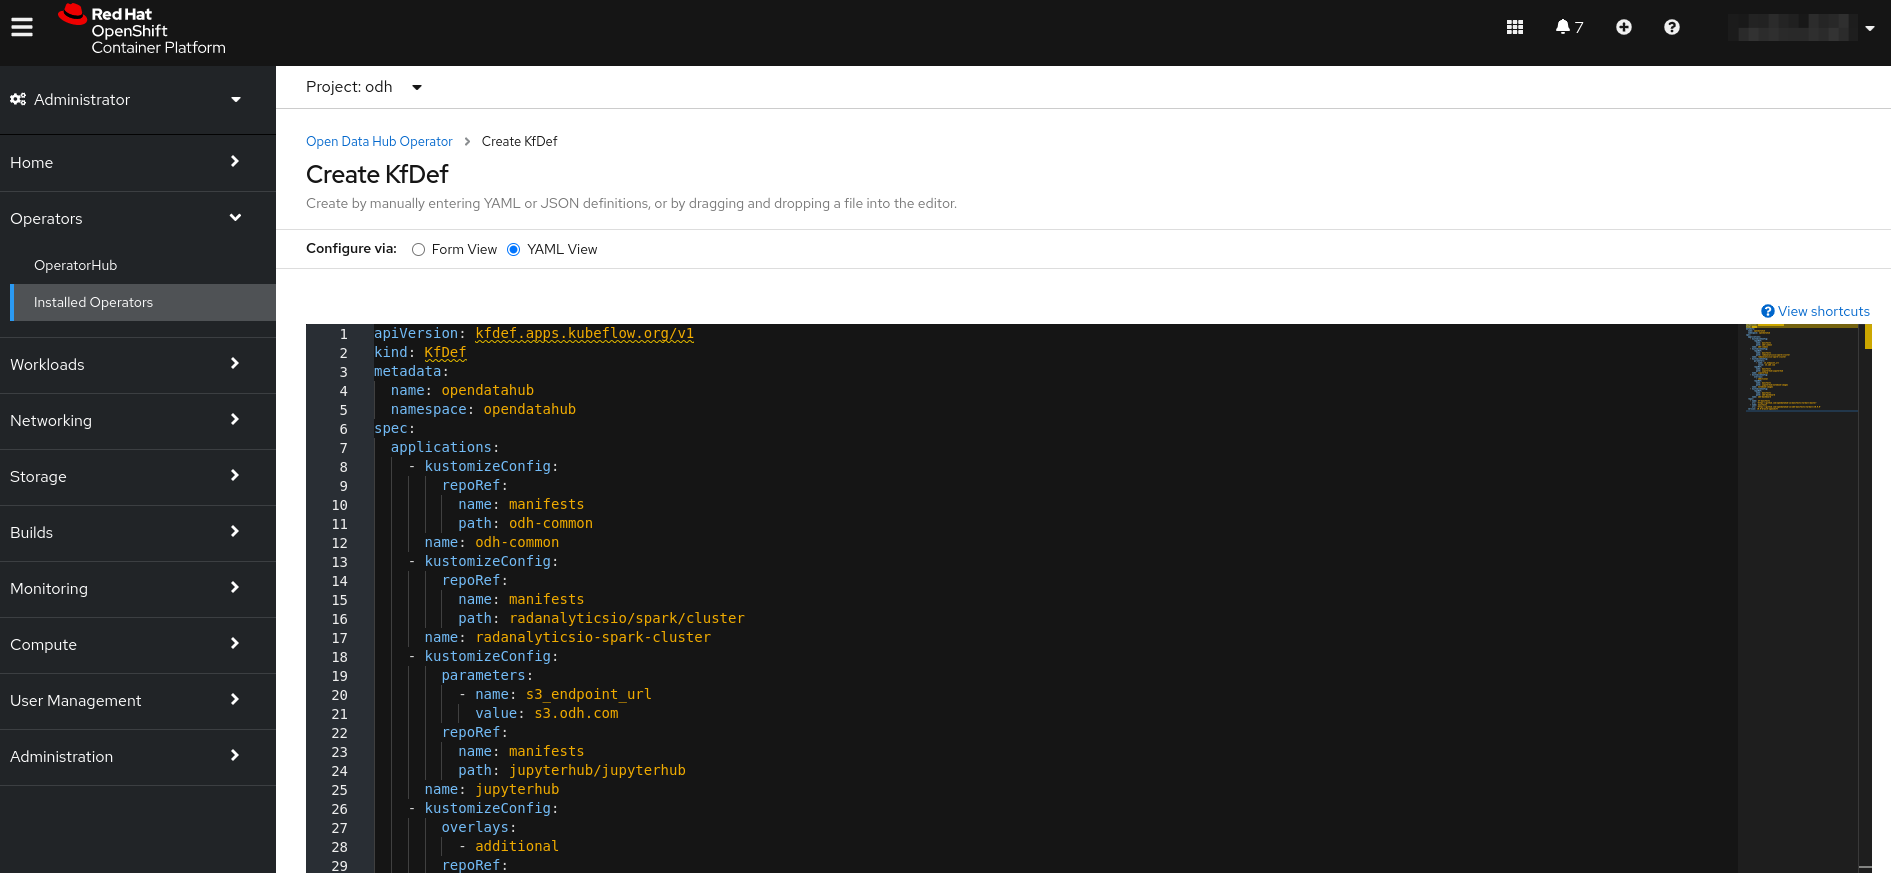 Red Hat
OpenShift
Container Platform
7
Administrator
Home
Operators
OperatorHub
Installed Operators
Workloads
Networking
Storage
Builds
Monitoring
Compute
User Management
Administration
Project: odh
Open Data Hub Operator > Create KfDef
Create KfDef
Create by manually entering YAML or JSON definitions, or by dragging and dropping a file into the editor.
Configure via: Form View YAML View
View shortcuts
1 apiVersion: kfdef.apps.kubeflow.org/v1
2 kind: KfDef
3 metadata:
4   name: opendatahub
5   namespace: opendatahub
6 spec:
7   applications:
8     - kustomizeConfig:
9         repoRef:
10           name: manifests
11           path: odh-common
12       name: odh-common
13     - kustomizeConfig:
14         repoRef:
15           name: manifests
16           path: radanalyticsio/spark/cluster
17       name: radanalyticsio-spark-cluster
18     - kustomizeConfig:
19         parameters:
20           - name: s3_endpoint_url
21             value: s3.odh.com
22         repoRef:
23           name: manifests
24           path: jupyterhub/jupyterhub
25       name: jupyterhub
26     - kustomizeConfig:
27         overlays:
28           - additional
29         repoRef: